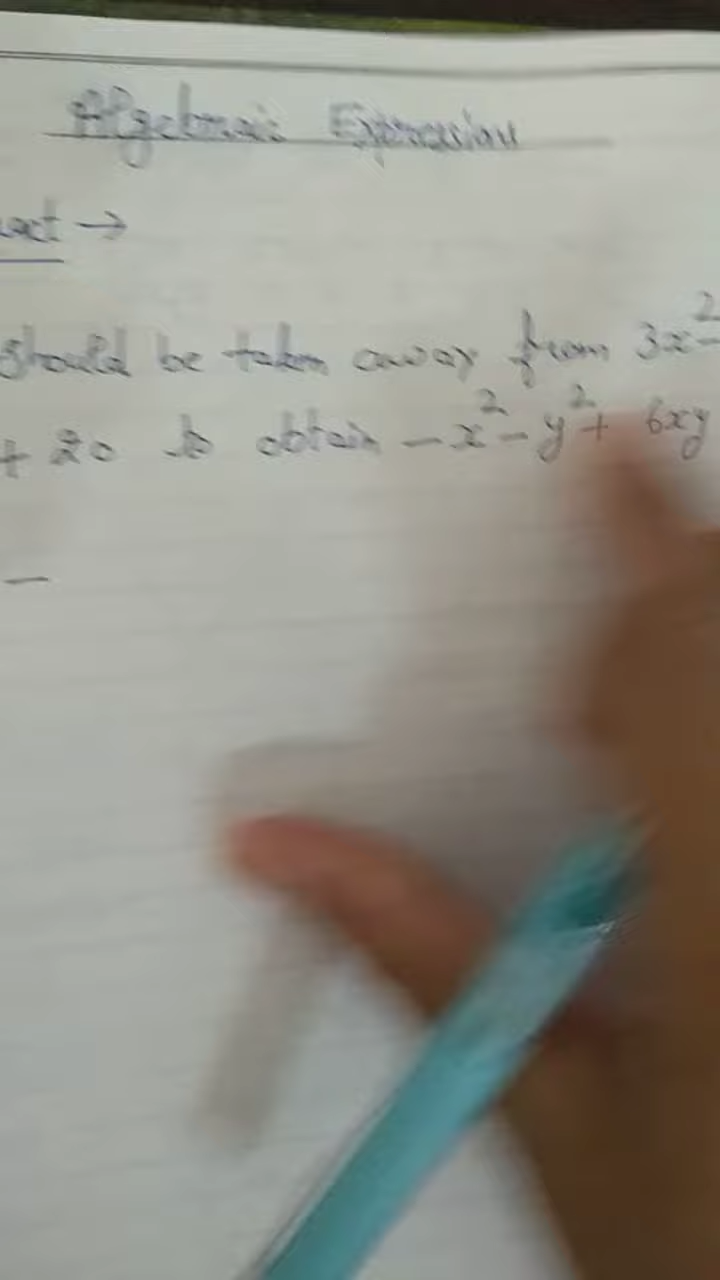 Algebraic Expression
act →
should be taken away from 3x² -
+ 20 to obtain - x² - y² + 6xy
—